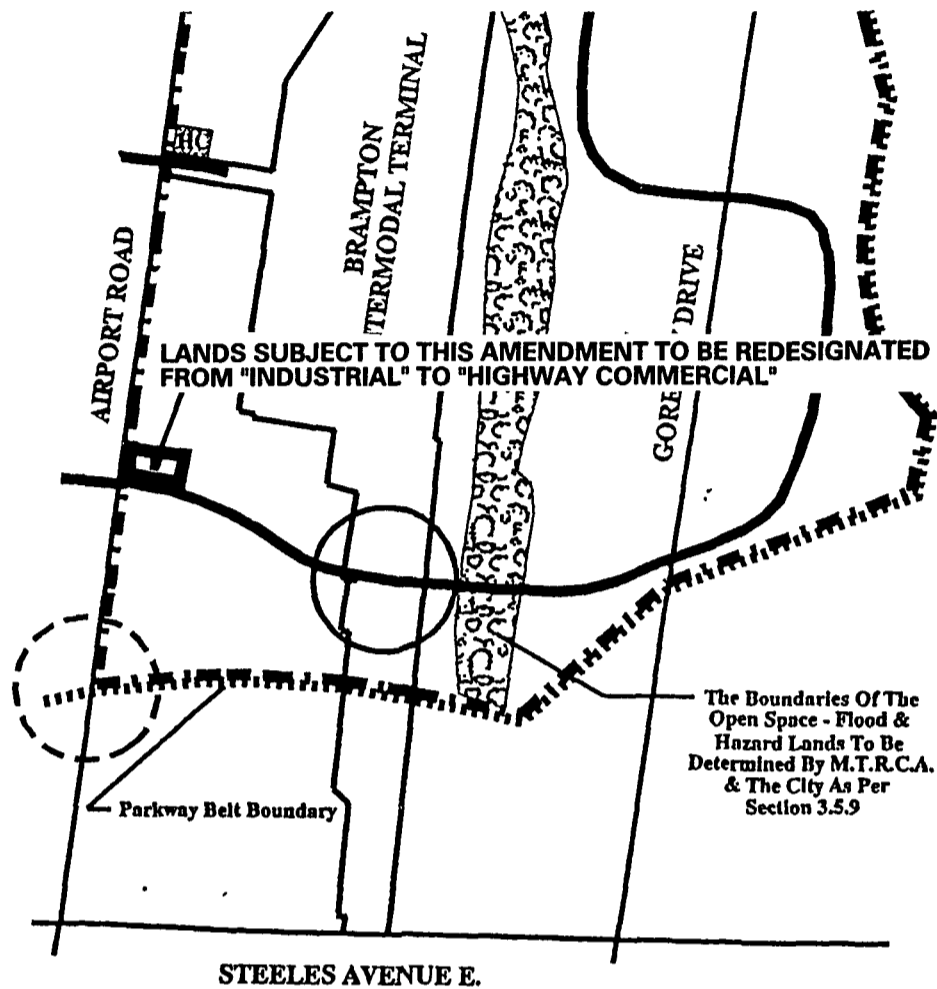 HC
BRAMPTON
TERMODAL TERMINAL
AIRPORT ROAD
DRIVE
LANDS SUBJECT TO THIS AMENDMENT TO BE REDESIGNATED
FROM "INDUSTRIAL" TO "HIGHWAY COMMERCIAL"
GORE
The Boundaries Of The
Open Space - Flood &
Hazard Lands To Be
Determined By M.T.R.C.A.
& The City As Per
Section 3.5.9
Parkway Belt Boundary
STEELES AVENUE E.